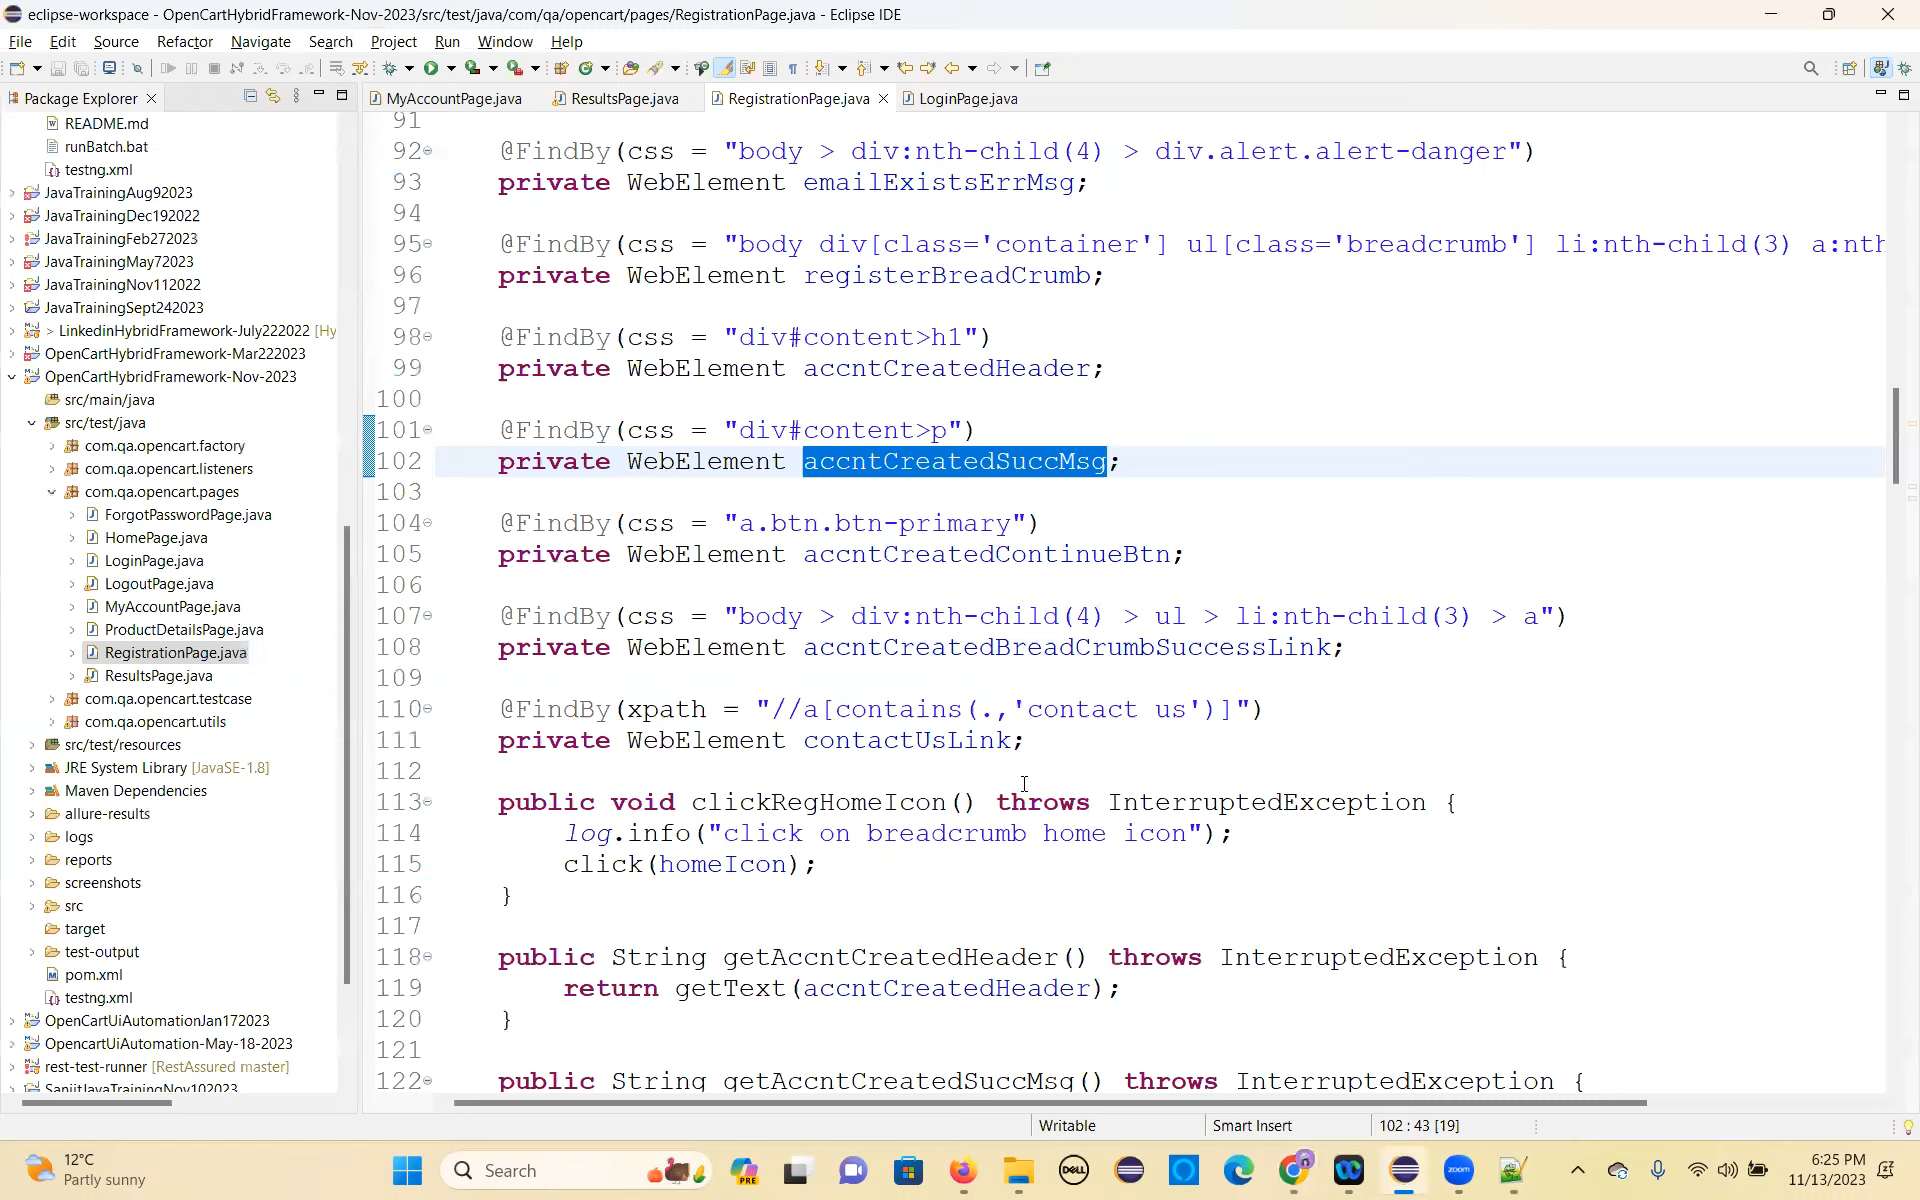 eclipse-workspace - OpenCartHybridFramework-Nov-2023/src/test/java/com/qa/opencart/pages/RegistrationPage.java - Eclipse IDE
File Edit Source Refactor Navigate Search Project Run Window Help
Package Explorer
MyAccountPage.java ResultsPage.java RegistrationPage.java LoginPage.java
README.md
runBatch.bat
testng.xml
JavaTrainingAug92023
JavaTrainingDec192022
JavaTrainingFeb272023
JavaTrainingMay72023
JavaTrainingNov112022
JavaTrainingSept242023
> LinkedinHybridFramework-July222022 [Hy
OpenCartHybridFramework-Mar222023
OpenCartHybridFramework-Nov-2023
src/main/java
src/test/java
com.qa.opencart.factory
com.qa.opencart.listeners
com.qa.opencart.pages
ForgotPasswordPage.java
HomePage.java
LoginPage.java
LogoutPage.java
MyAccountPage.java
ProductDetailsPage.java
RegistrationPage.java
ResultsPage.java
com.qa.opencart.testcase
com.qa.opencart.utils
src/test/resources
JRE System Library [JavaSE-1.8]
Maven Dependencies
allure-results
logs
reports
screenshots
src
target
test-output
pom.xml
testng.xml
OpenCartUiAutomationJan172023
OpencartUiAutomation-May-18-2023
rest-test-runner [RestAssured master]
SanjitJavaTrainingNov102023
91
92 @FindBy(css = "body > div:nth-child(4) > div.alert.alert-danger")
93 private WebElement emailExistsErrMsg;
94
95 @FindBy(css = "body div[class='container'] ul[class='breadcrumb'] li:nth-child(3) a:nth
96 private WebElement registerBreadCrumb;
97
98 @FindBy(css = "div#content>h1")
99 private WebElement accntCreatedHeader;
100
101 @FindBy(css = "div#content>p")
102 private WebElement accntCreatedSuccMsg;
103
104 @FindBy(css = "a.btn.btn-primary")
105 private WebElement accntCreatedContinueBtn;
106
107 @FindBy(css = "body > div:nth-child(4) > ul > li:nth-child(3) > a")
108 private WebElement accntCreatedBreadCrumbSuccessLink;
109
110 @FindBy(xpath = "//a[contains(.,'contact us')]")
111 private WebElement contactUsLink;
112
113 public void clickRegHomeIcon() throws InterruptedException {
114 log.info("click on breadcrumb home icon");
115 click(homeIcon);
116 }
117
118 public String getAccntCreatedHeader() throws InterruptedException {
119 return getText(accntCreatedHeader);
120 }
121
122 public String getAccntCreatedSuccMsg() throws InterruptedException {
Writable Smart Insert 102 : 43 [19]
12°C
Partly sunny
Search
PRE
DELL
zoom
6:25 PM
11/13/2023